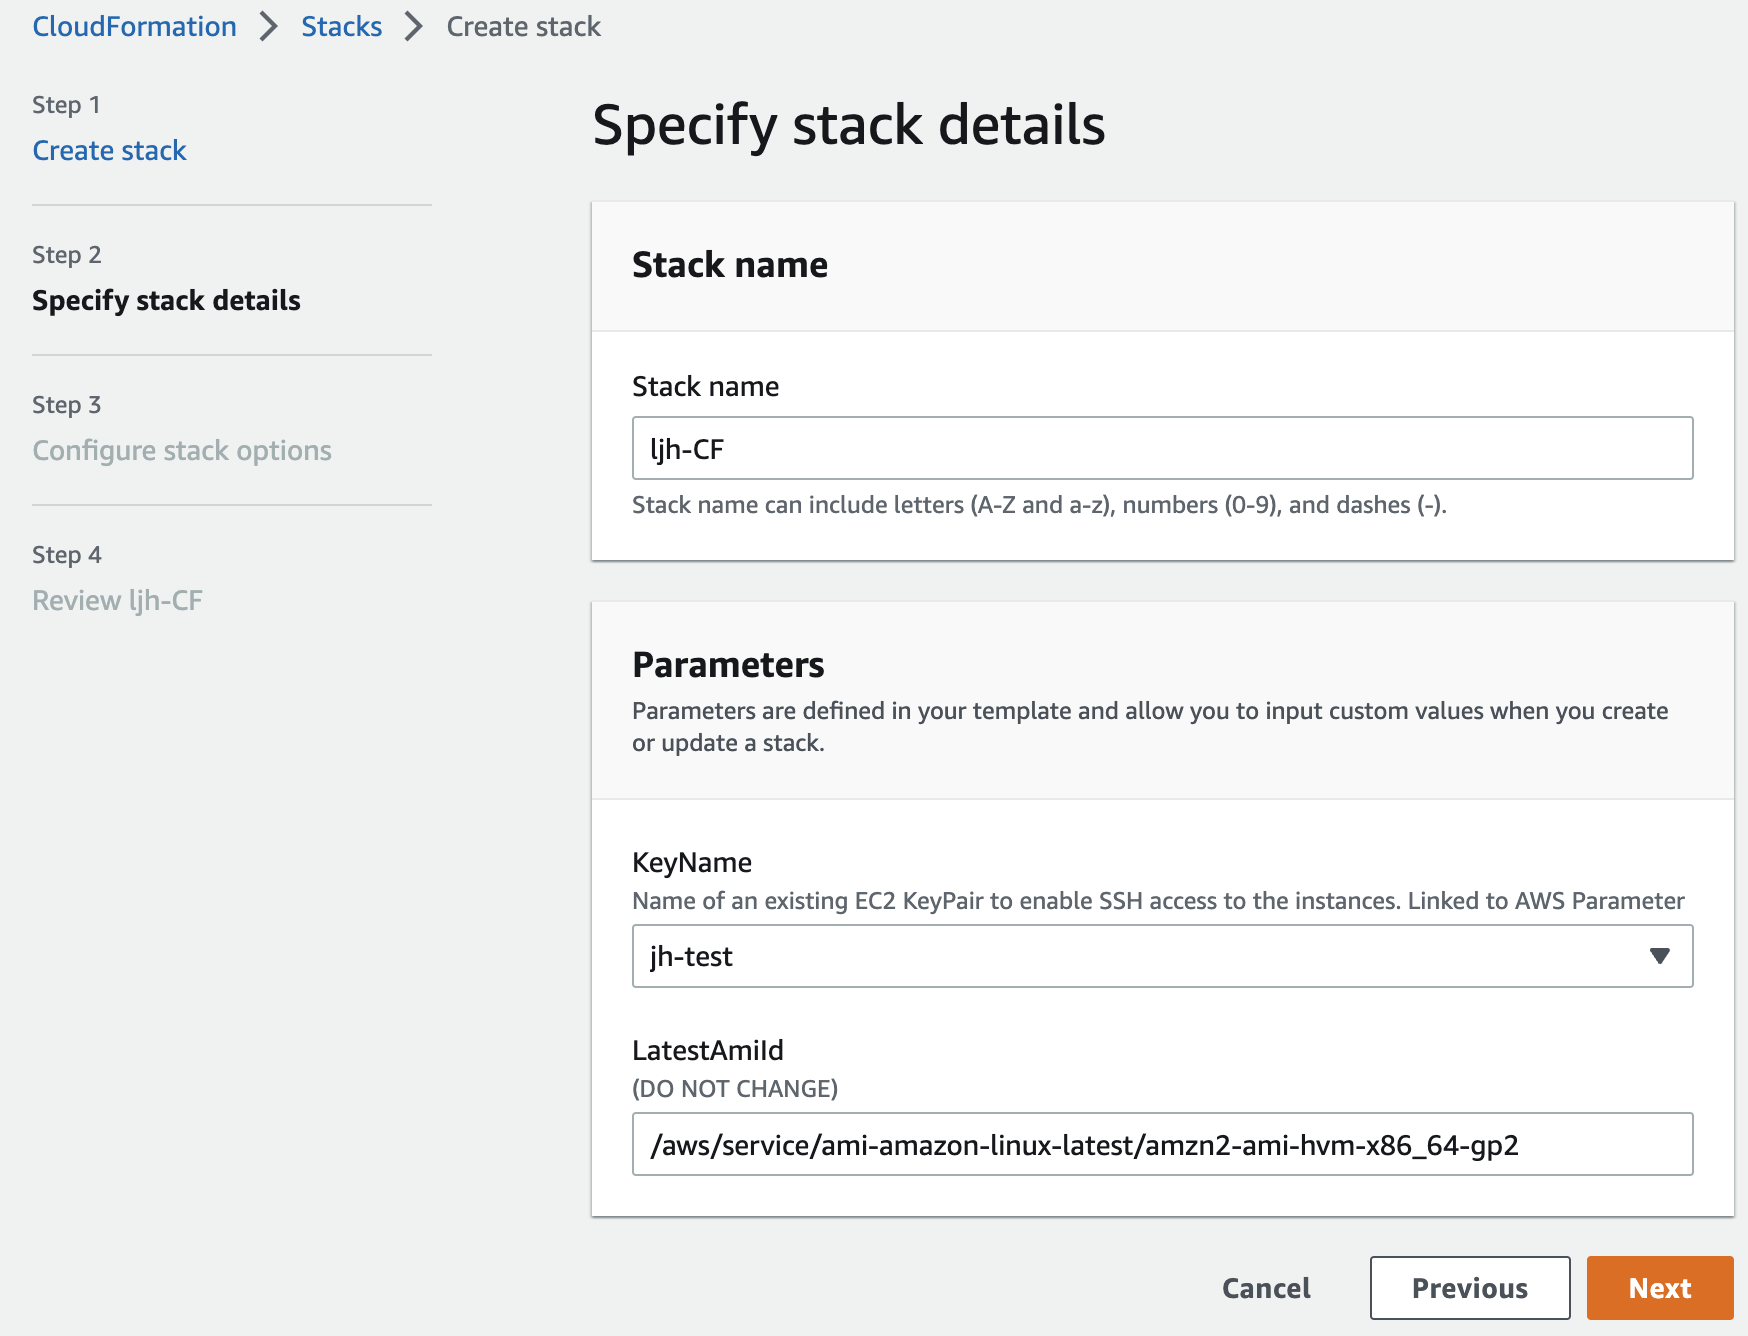 CloudFormation > Stacks > Create stack
Step 1
Create stack
Step 2
Specify stack details
Step 3
Configure stack options
Step 4
Review ljh-CF
Specify stack details
Stack name
Stack name
ljh-CF
Stack name can include letters (A-Z and a-z), numbers (0-9), and dashes (-).
Parameters
Parameters are defined in your template and allow you to input custom values when you create
or update a stack.
KeyName
Name of an existing EC2 KeyPair to enable SSH access to the instances. Linked to AWS Parameter
jh-test
LatestAmiId
(DO NOT CHANGE)
/aws/service/ami-amazon-linux-latest/amzn2-ami-hvm-x86_64-gp2
Cancel Previous Next